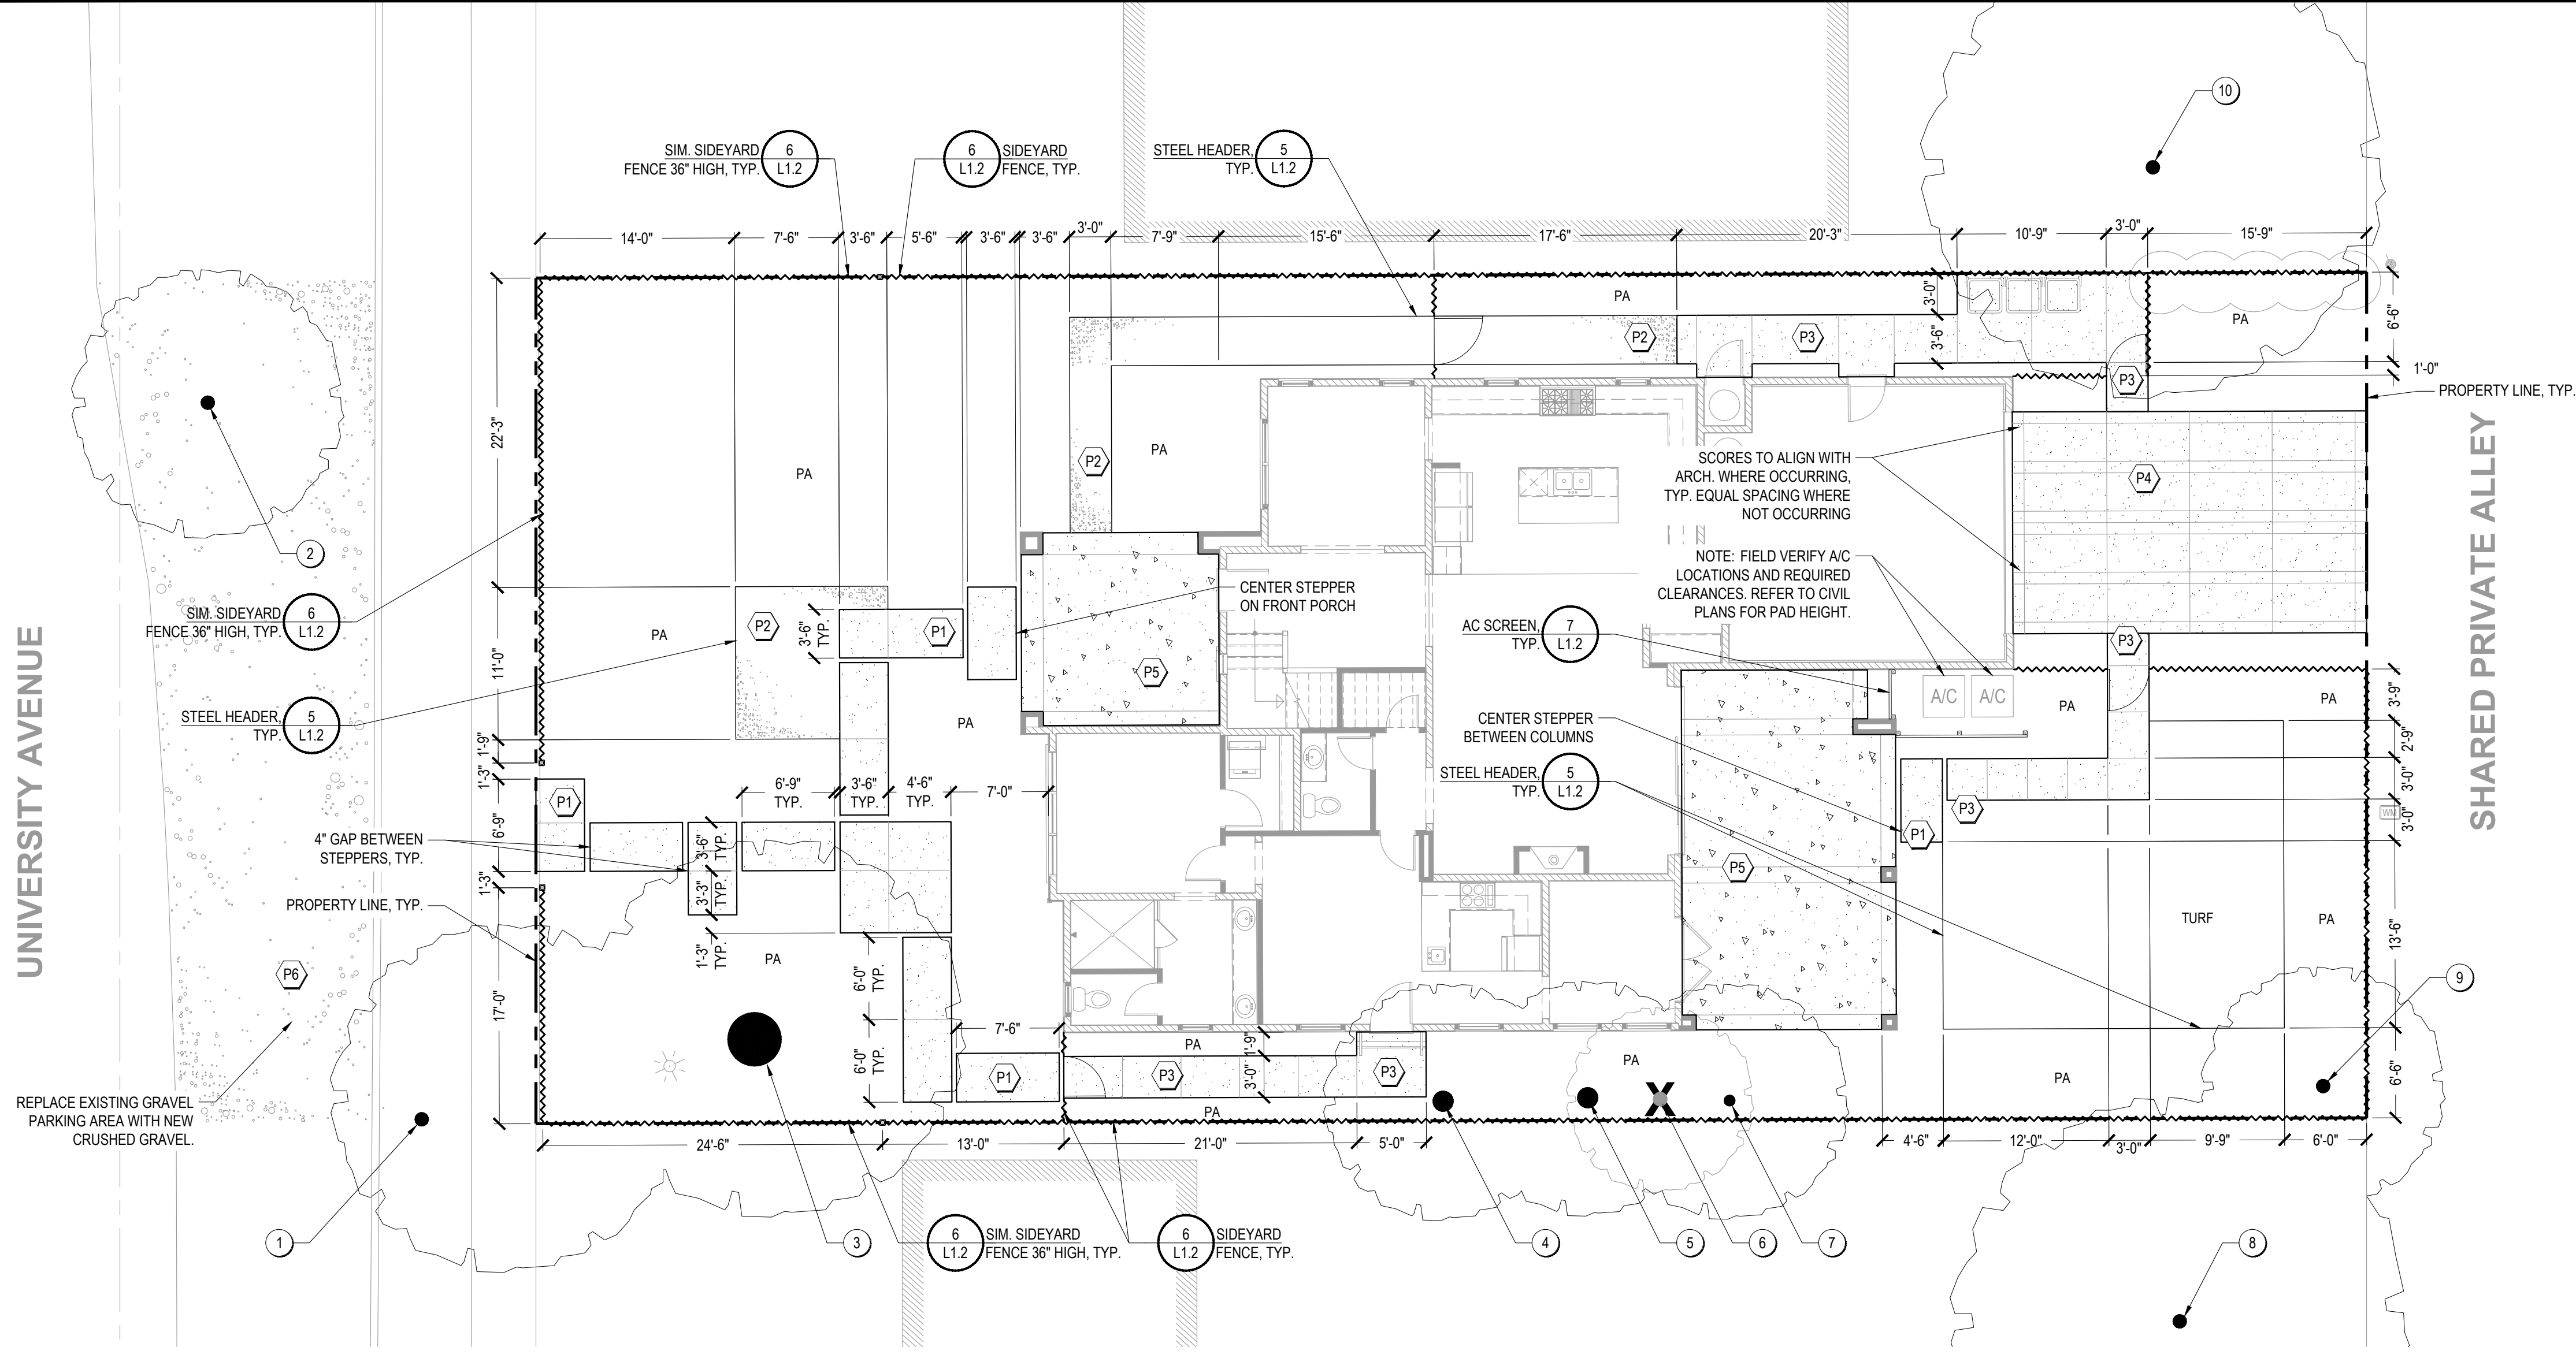 10
SIM. SIDEYARD
FENCE 36" HIGH, TYP.
6
L1.2
6
L1.2
SIDEYARD
FENCE, TYP.
STEEL HEADER,
TYP.
5
L1.2
14'-0"
7'-6"
3'-6"
5'-6"
3'-6"
3'-6"
3'-0"
7'-9"
15'-6"
17'-6"
20'-3"
10'-9"
3'-0"
15'-9"
PA
3'-0"
PA
6'-6"
P2
P3
3'-6"
1'-0"
P3
PROPERTY LINE, TYP.
22'-3"
PA
P2
PA
SCORES TO ALIGN WITH
ARCH. WHERE OCCURRING,
TYP. EQUAL SPACING WHERE
NOT OCCURRING
P4
SHARED PRIVATE ALLEY
2
NOTE: FIELD VERIFY A/C
LOCATIONS AND REQUIRED
CLEARANCES. REFER TO CIVIL
PLANS FOR PAD HEIGHT.
CENTER STEPPER
ON FRONT PORCH
SIM. SIDEYARD
FENCE 36" HIGH, TYP.
6
L1.2
PA
P2
3'-6"
TYP.
P1
AC SCREEN,
TYP.
7
L1.2
P3
UNIVERSITY AVENUE
11'-0"
P5
A/C
A/C
PA
PA
3'-9"
STEEL HEADER,
TYP.
5
L1.2
PA
CENTER STEPPER
BETWEEN COLUMNS
1'-9"
2'-9"
1'-3"
6'-9"
TYP.
3'-6"
TYP.
4'-6"
TYP.
7'-0"
STEEL HEADER,
TYP.
5
L1.2
3'-0"
P1
P3
WM
6'-9"
4" GAP BETWEEN
STEPPERS, TYP.
3'-6"
TYP.
P1
3'-0"
P5
3'-3"
TYP.
1'-3"
PROPERTY LINE, TYP.
TURF
PA
13'-6"
1'-3"
TYP.
PA
P6
6'-0"
TYP.
9
17'-0"
7'-6"
PA
1'-9"
PA
6'-0"
TYP.
P1
P3
3'-0"
P3
PA
6'-6"
REPLACE EXISTING GRAVEL
PARKING AREA WITH NEW
CRUSHED GRAVEL.
PA
24'-6"
13'-0"
21'-0"
5'-0"
4'-6"
12'-0"
3'-0"
9'-9"
6'-0"
1
3
6
L1.2
SIM. SIDEYARD
FENCE 36" HIGH, TYP.
6
L1.2
SIDEYARD
FENCE, TYP.
4
5
6
7
8